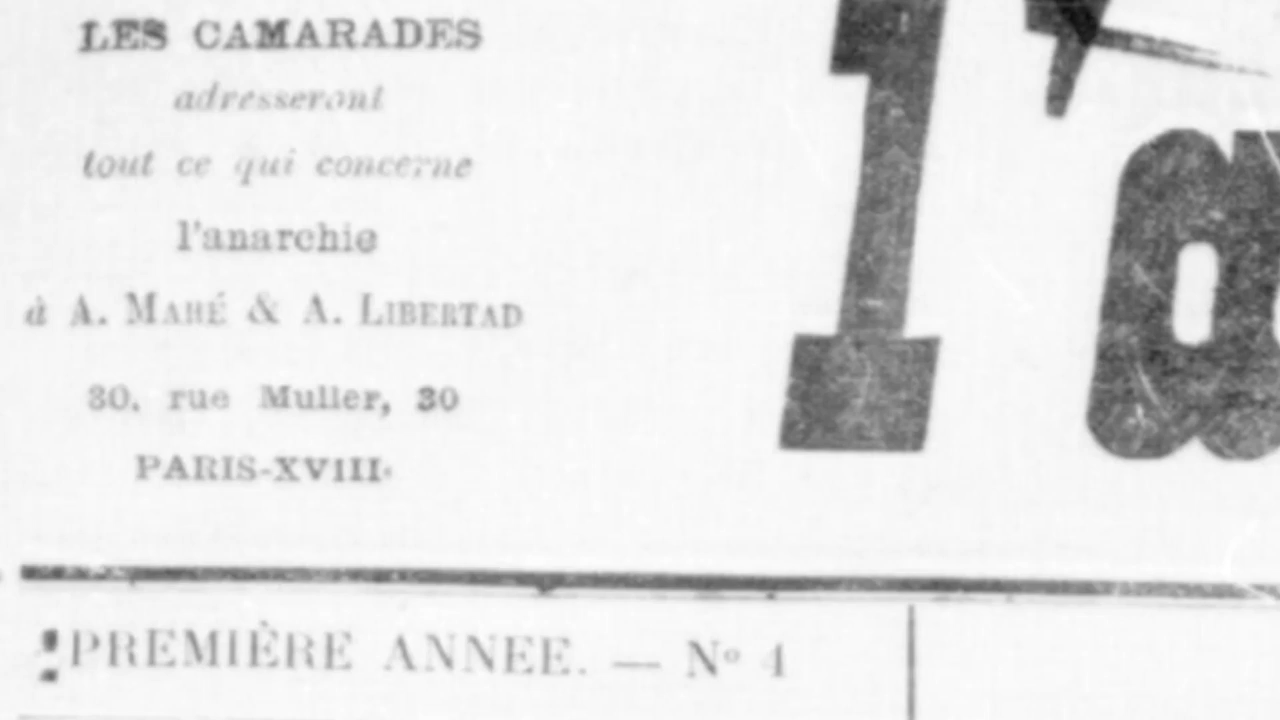 LES CAMARADES
adresseront
tout ce qui concerne
l'anarchie
à A. MAHÉ & A. LIBERTAD
30, rue Muller, 30
PARIS-XVIII
l'a
PREMIÈRE ANNEE. — Nº 4